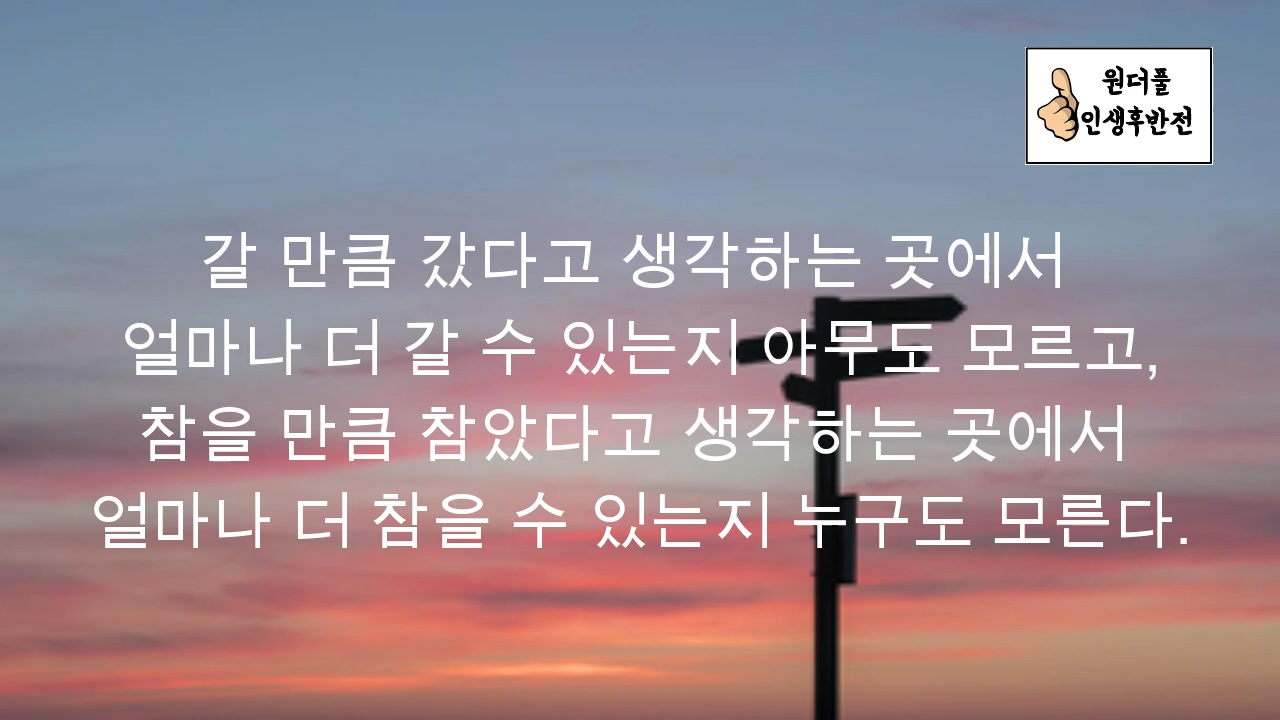 원더풀
인생후반전
갈 만큼 갔다고 생각하는 곳에서
얼마나 더 갈 수 있는지 아무도 모르고,
참을 만큼 참았다고 생각하는 곳에서
얼마나 더 참을 수 있는지 누구도 모른다.